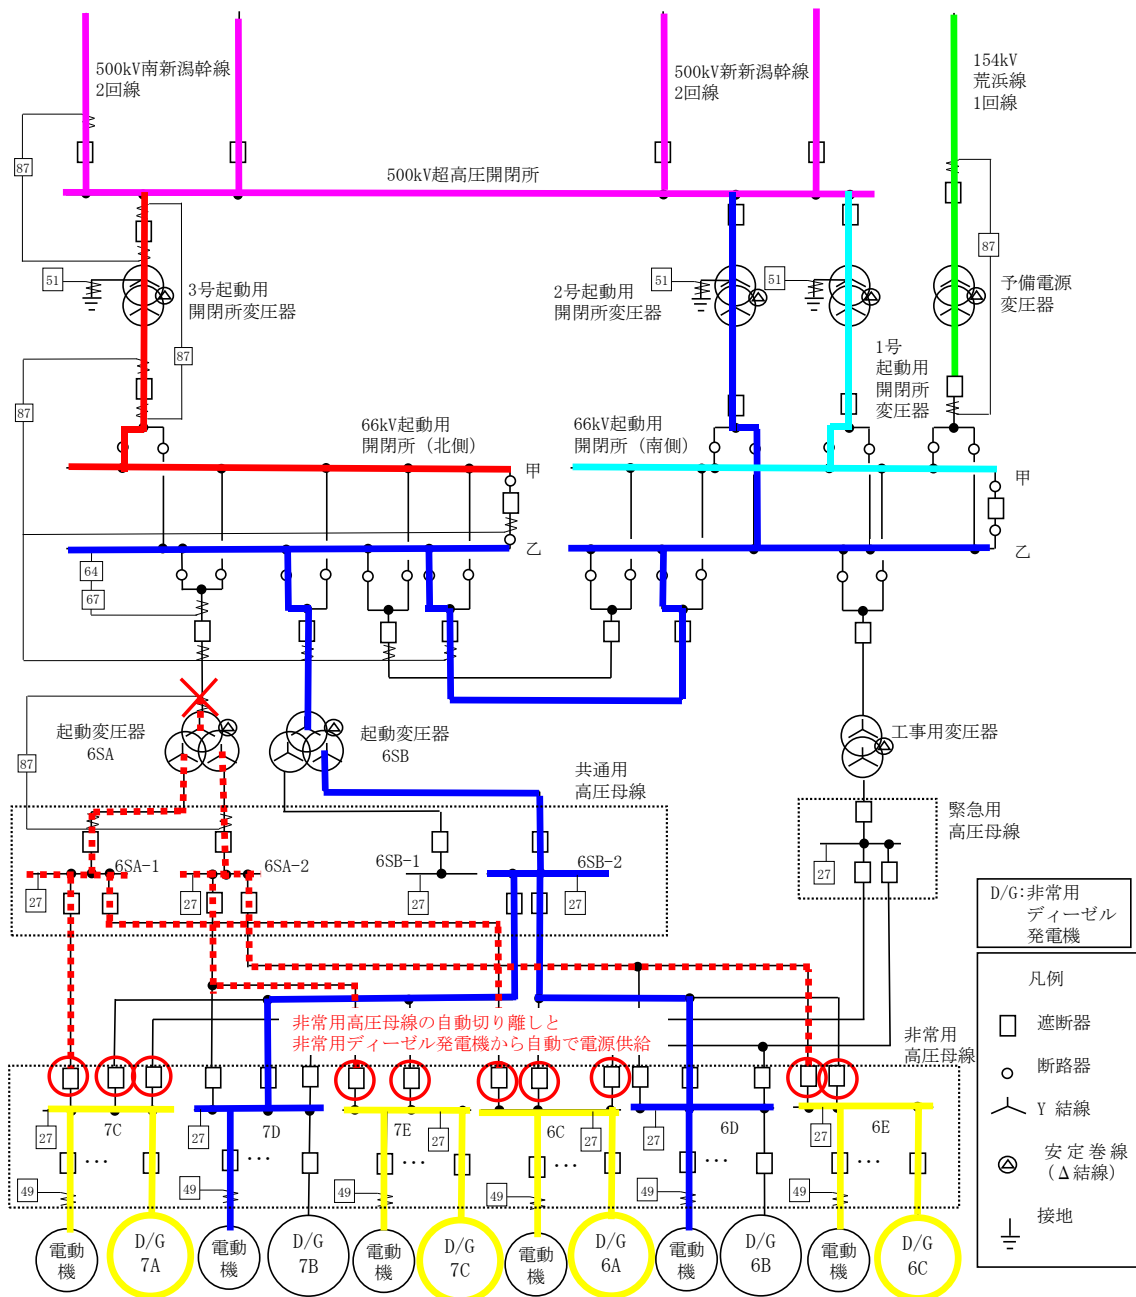 500kV南新潟幹線
2回線
500kV新新潟幹線
2回線
154kV
荒浜線
1回線
87
500kV超高圧開閉所
87
51
3号起動用
開閉所変圧器
2号起動用
開閉所変圧器
51
51
予備電源
変圧器
87
87
1号
起動用
開閉所
変圧器
66kV起動用
開閉所（北側）
66kV起動用
開閉所（南側）
甲
甲
乙
乙
64
67
起動変圧器
6SA
起動変圧器
6SB
工事用変圧器
87
共通用
高圧母線
緊急用
高圧母線
6SA-1
6SA-2
6SB-1
6SB-2
27
27
27
27
27
D/G:非常用
ディーゼル
発電機
凡例
遮断器
断路器
Y 結線
安定巻線
(Δ結線)
接地
非常用高圧母線の自動切り離しと
非常用ディーゼル発電機から自動で電源供給
非常用
高圧母線
27
7C
27
7D
7E
27
6C
27
27
6D
27
6E
…
…
…
…
…
…
49
49
49
49
49
49
電動
機
D/G
7A
電動
機
D/G
7B
電動
機
D/G
7C
電動
機
D/G
6A
電動
機
D/G
6B
電動
機
D/G
6C